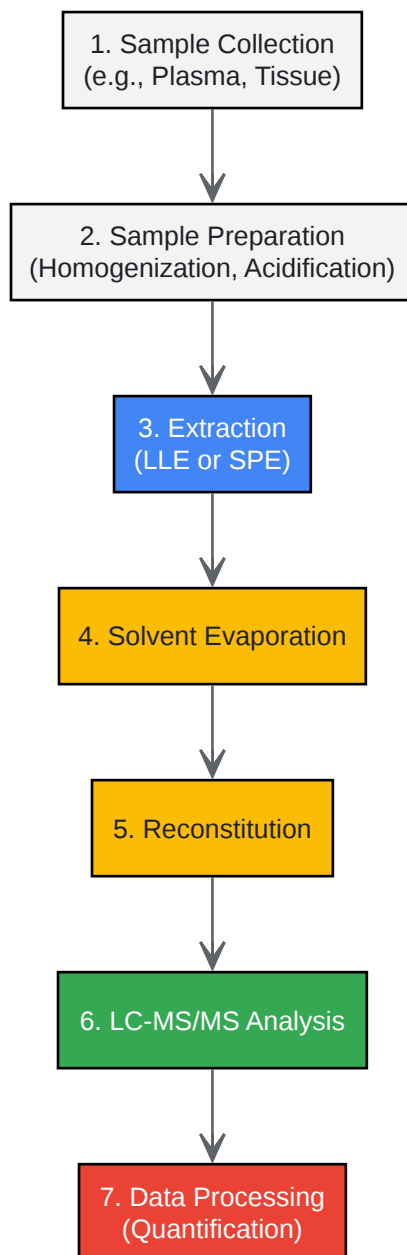 1. Sample Collection
(e.g., Plasma, Tissue)
2. Sample Preparation
(Homogenization, Acidification)
3. Extraction
(LLE or SPE)
4. Solvent Evaporation
5. Reconstitution
6. LC-MS/MS Analysis
7. Data Processing
(Quantification)